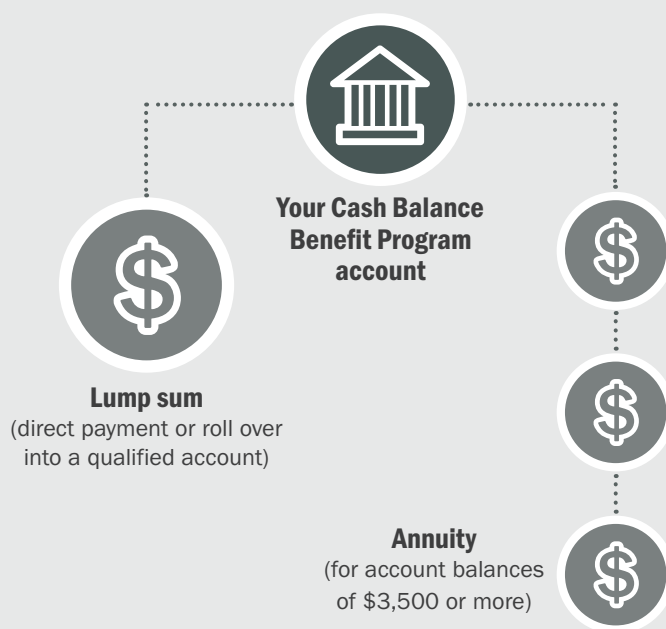 Your Cash Balance
Benefit Program
account
Lump sum
(direct payment or roll over
into a qualified account)
Annuity
(for account balances
of $3,500 or more)
$
$
$
$